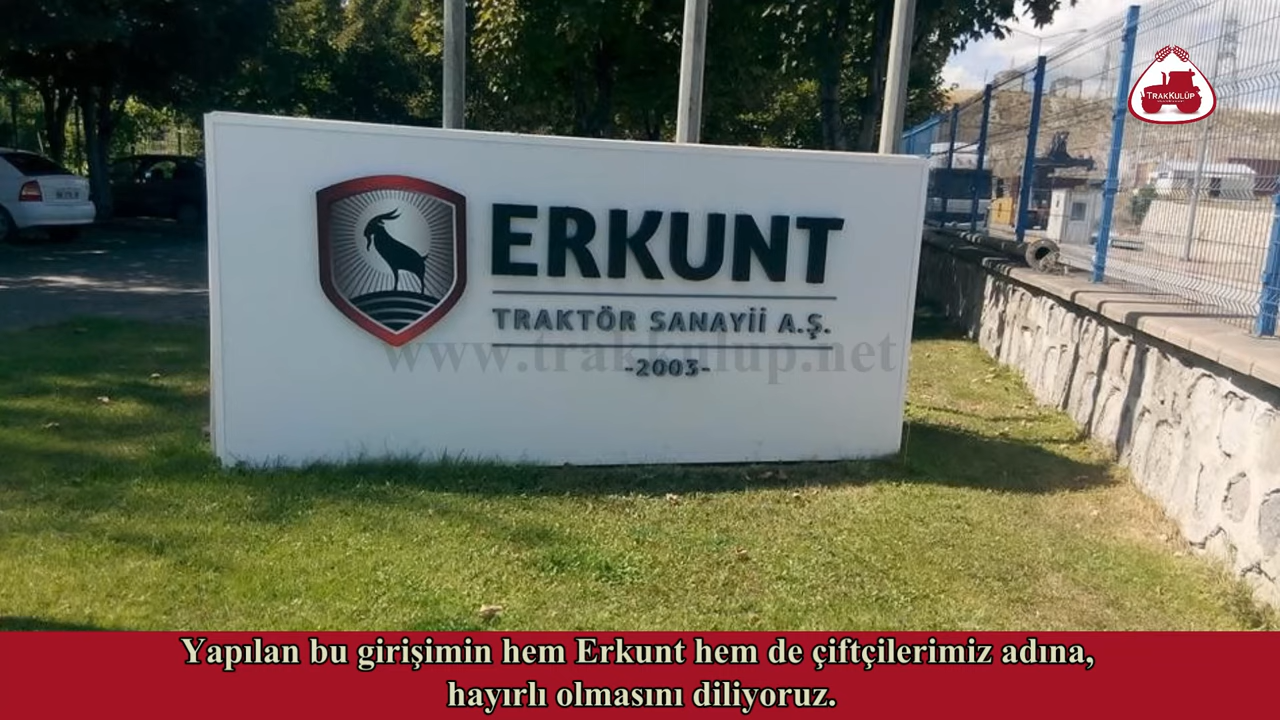 TRAKKULÜP
ERKUNT
TRAKTÖR SANAYİİ A.Ş.
-2003-
www.trakkulup.net
Yapılan bu girişimin hem Erkunt hem de çiftçilerimiz adına,
hayırlı olmasını diliyoruz.